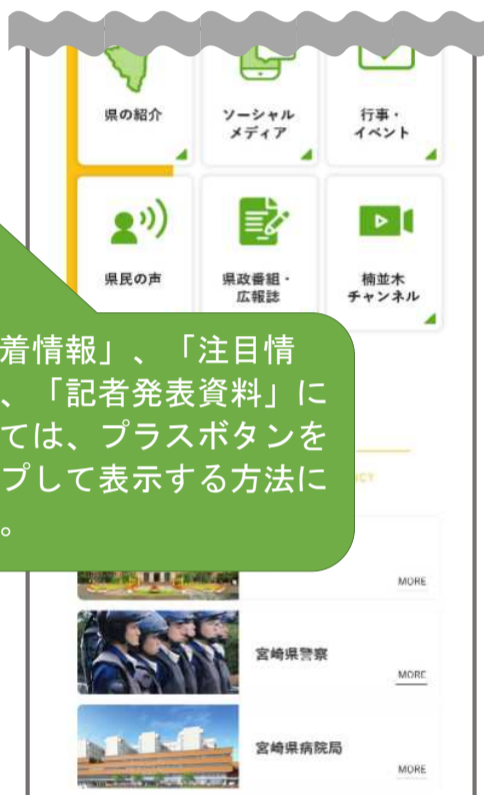 県の紹介
ソーシャル
メディア
行事・
イベント
県民の声
県政番組・
広報誌
楠並木
チャンネル
着情報」、「注目情
、「記者発表資料」に
ては、プラスボタンを
プして表示する方法に
。
MORE
宮崎県警察
MORE
宮崎県病院局
MORE